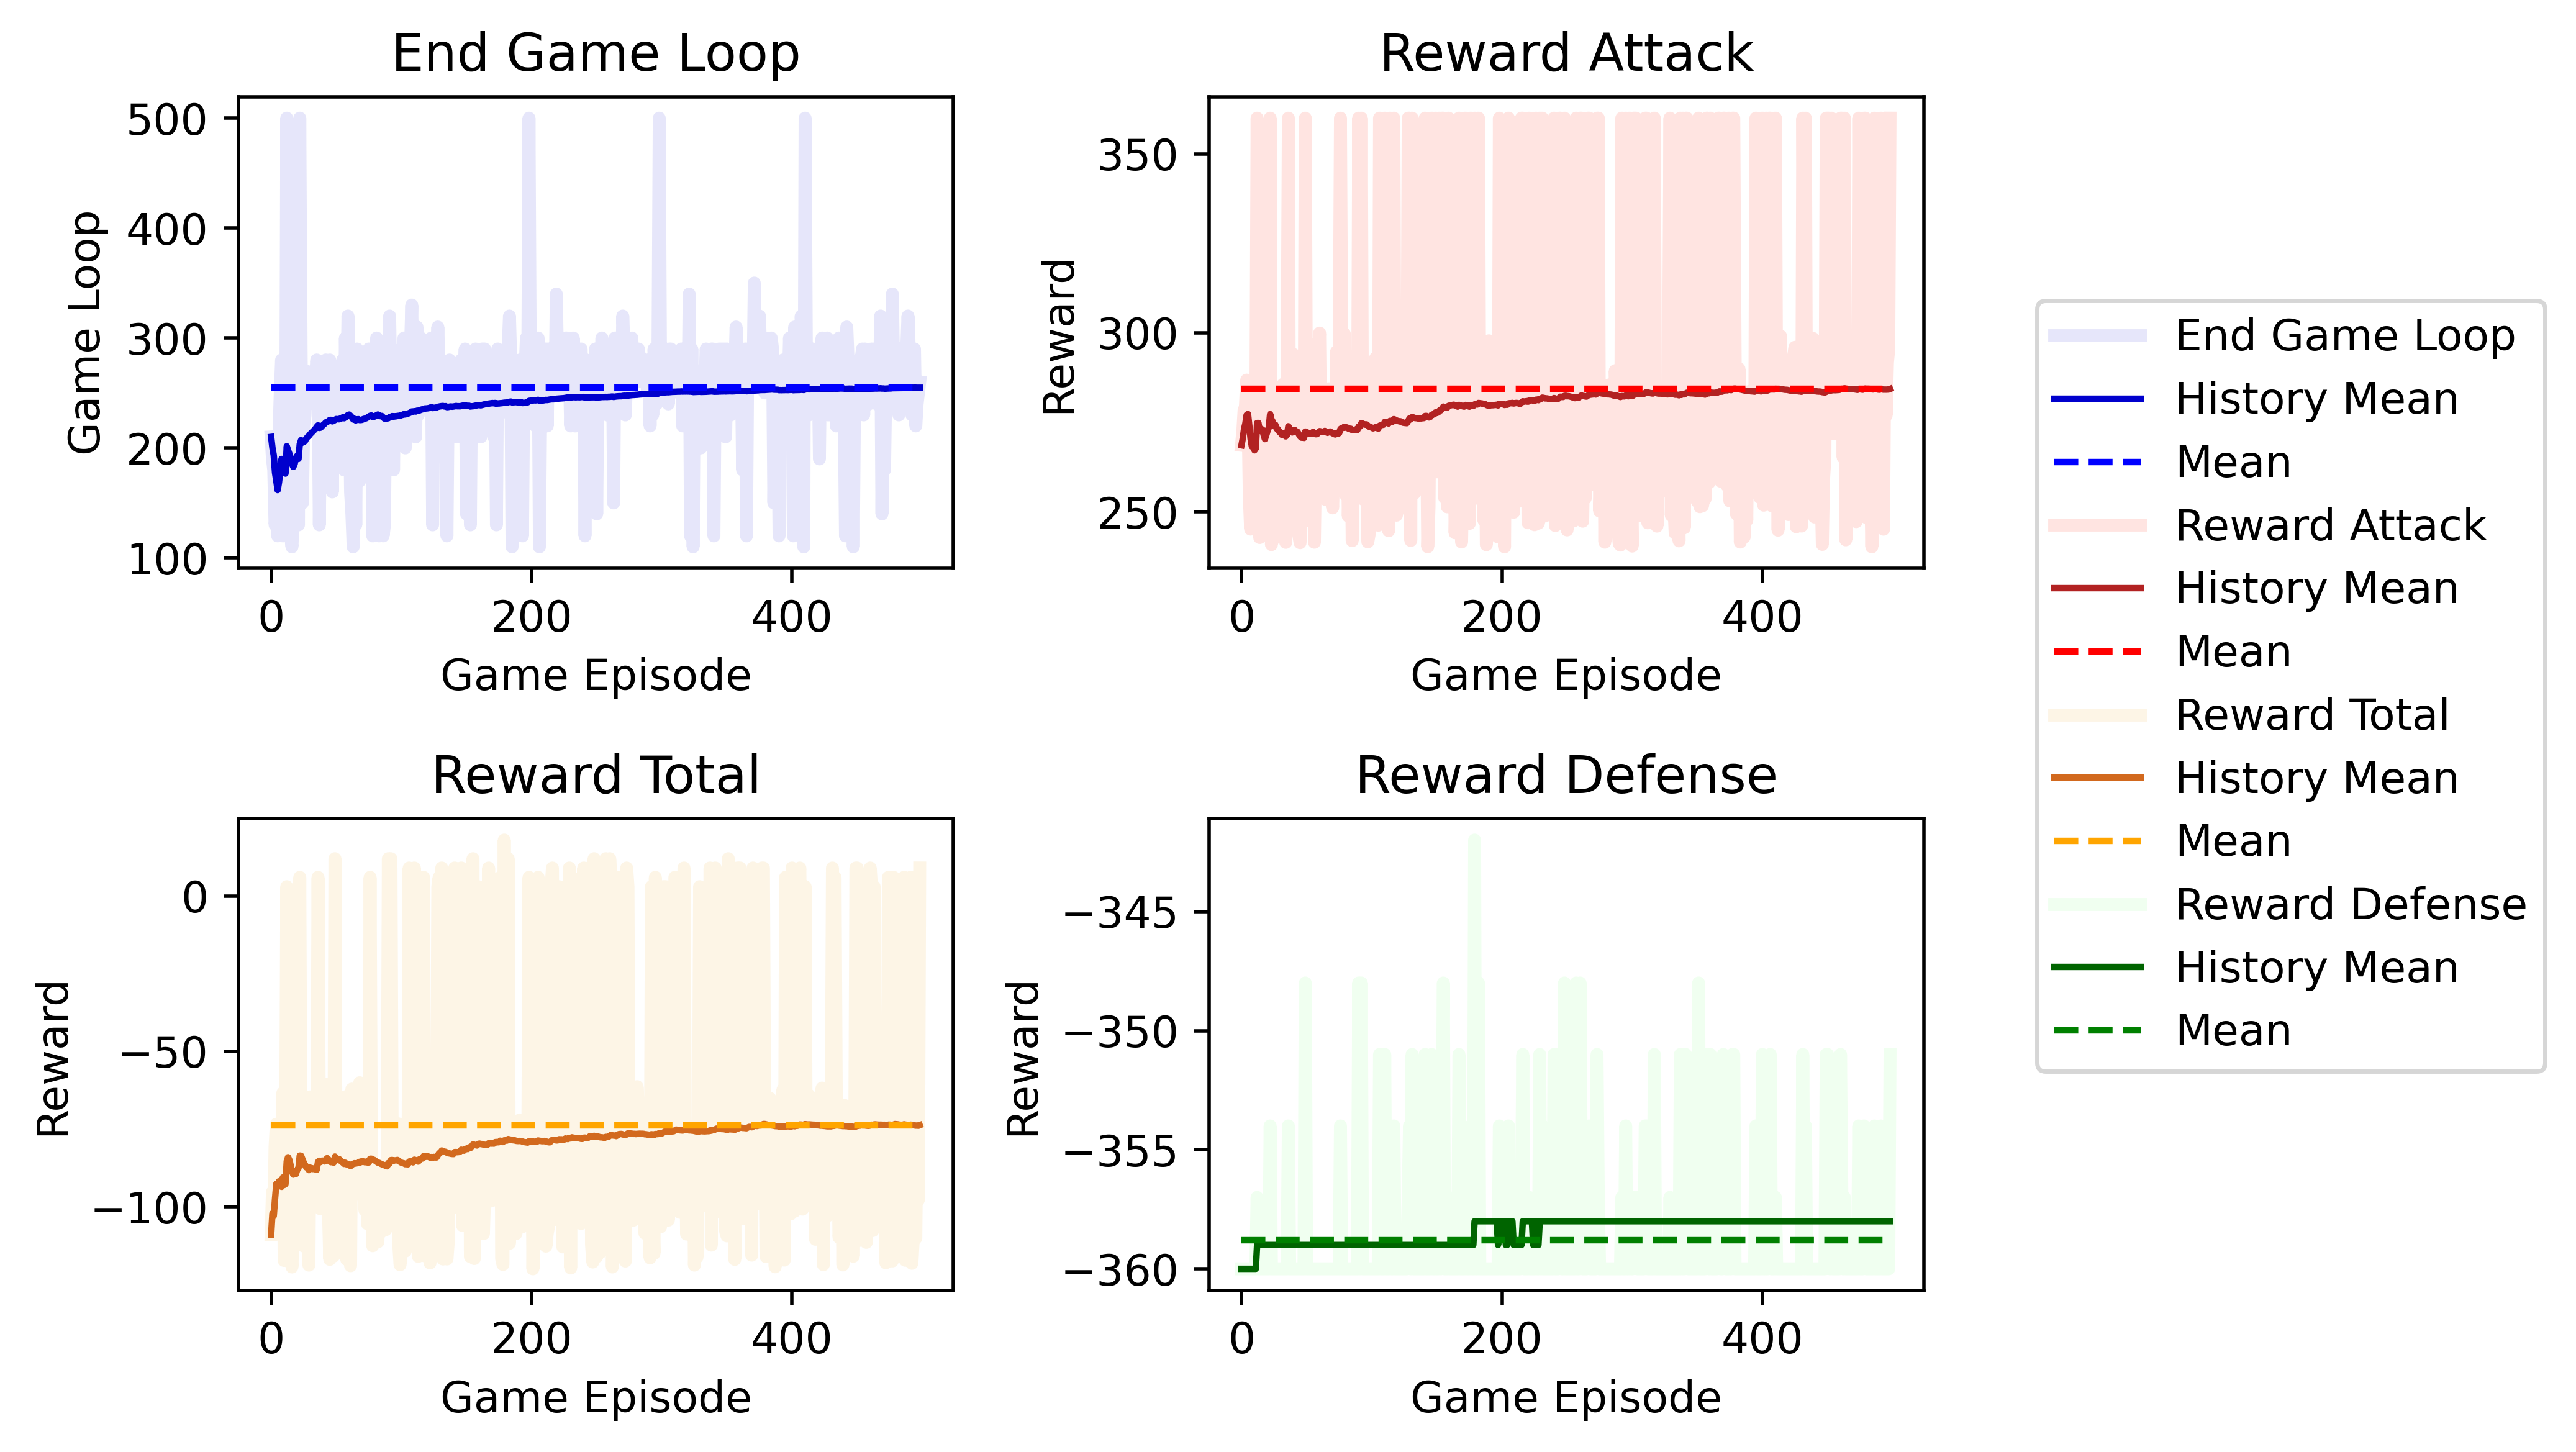 End Game Loop
500
400
300
200
100
Game Loop
0 200 400
Game Episode
Reward Attack
350
300
250
Reward
0 200 400
Game Episode
Reward Total
0
−50
−100
Reward
0 200 400
Game Episode
Reward Defense
−345
−350
−355
−360
Reward
0 200 400
Game Episode
End Game Loop
History Mean
Mean
Reward Attack
History Mean
Mean
Reward Total
History Mean
Mean
Reward Defense
History Mean
Mean